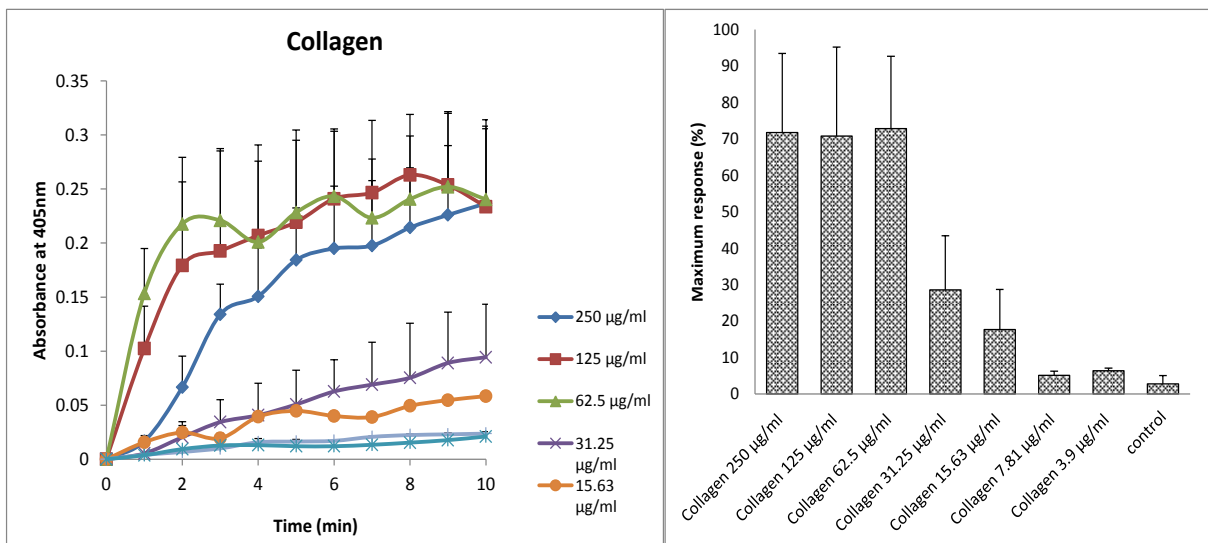 Collagen
0.35
0.3
0.25
0.2
0.15
0.1
0.05
0
Absorbance at 405nm
0 2 4 6 8 10
Time (min)
250 µg/ml
125 µg/ml
62.5 µg/ml
31.25
µg/ml
15.63
µg/ml
100
90
80
70
60
50
40
30
20
10
0
Maximum response (%)
Collagen 250 µg/ml
Collagen 125 µg/ml
Collagen 62.5 µg/ml
Collagen 31.25 µg/ml
Collagen 15.63 µg/ml
Collagen 7.81 µg/ml
Collagen 3.9 µg/ml
control